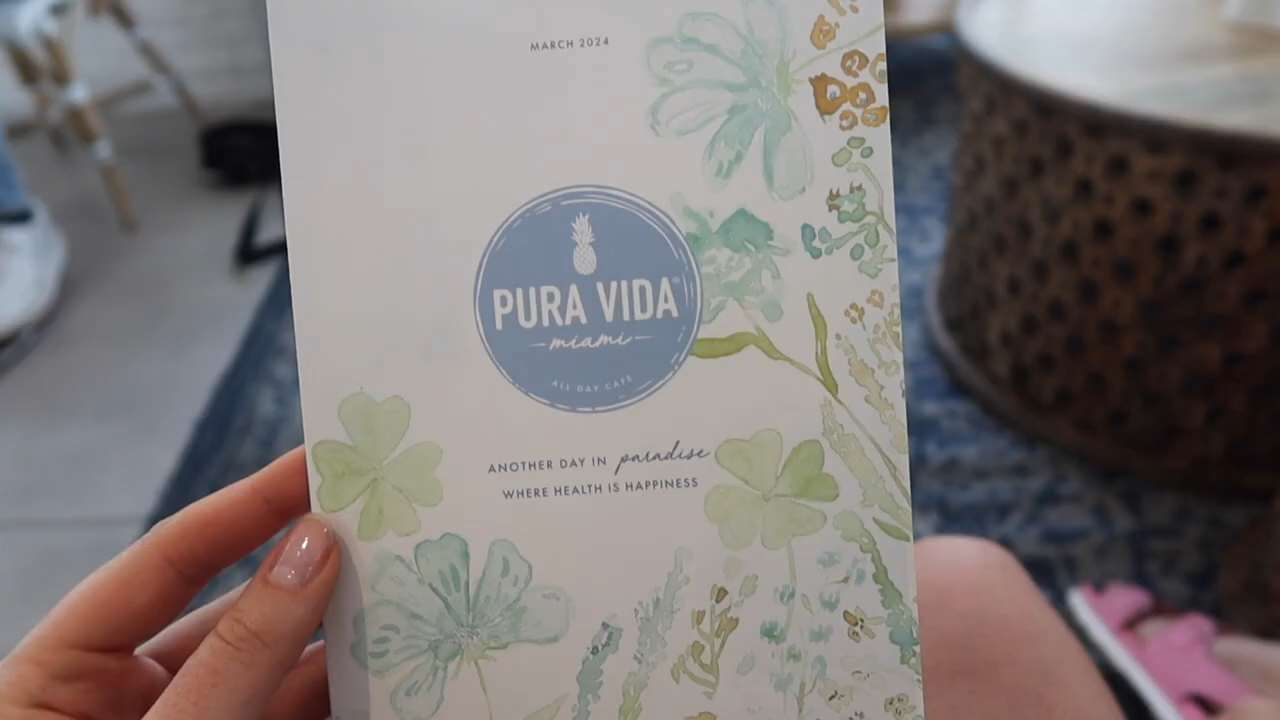 MARCH 2024
PURA VIDA
miami
ALL DAY CAFE
ANOTHER DAY IN paradise
WHERE HEALTH IS HAPPINESS